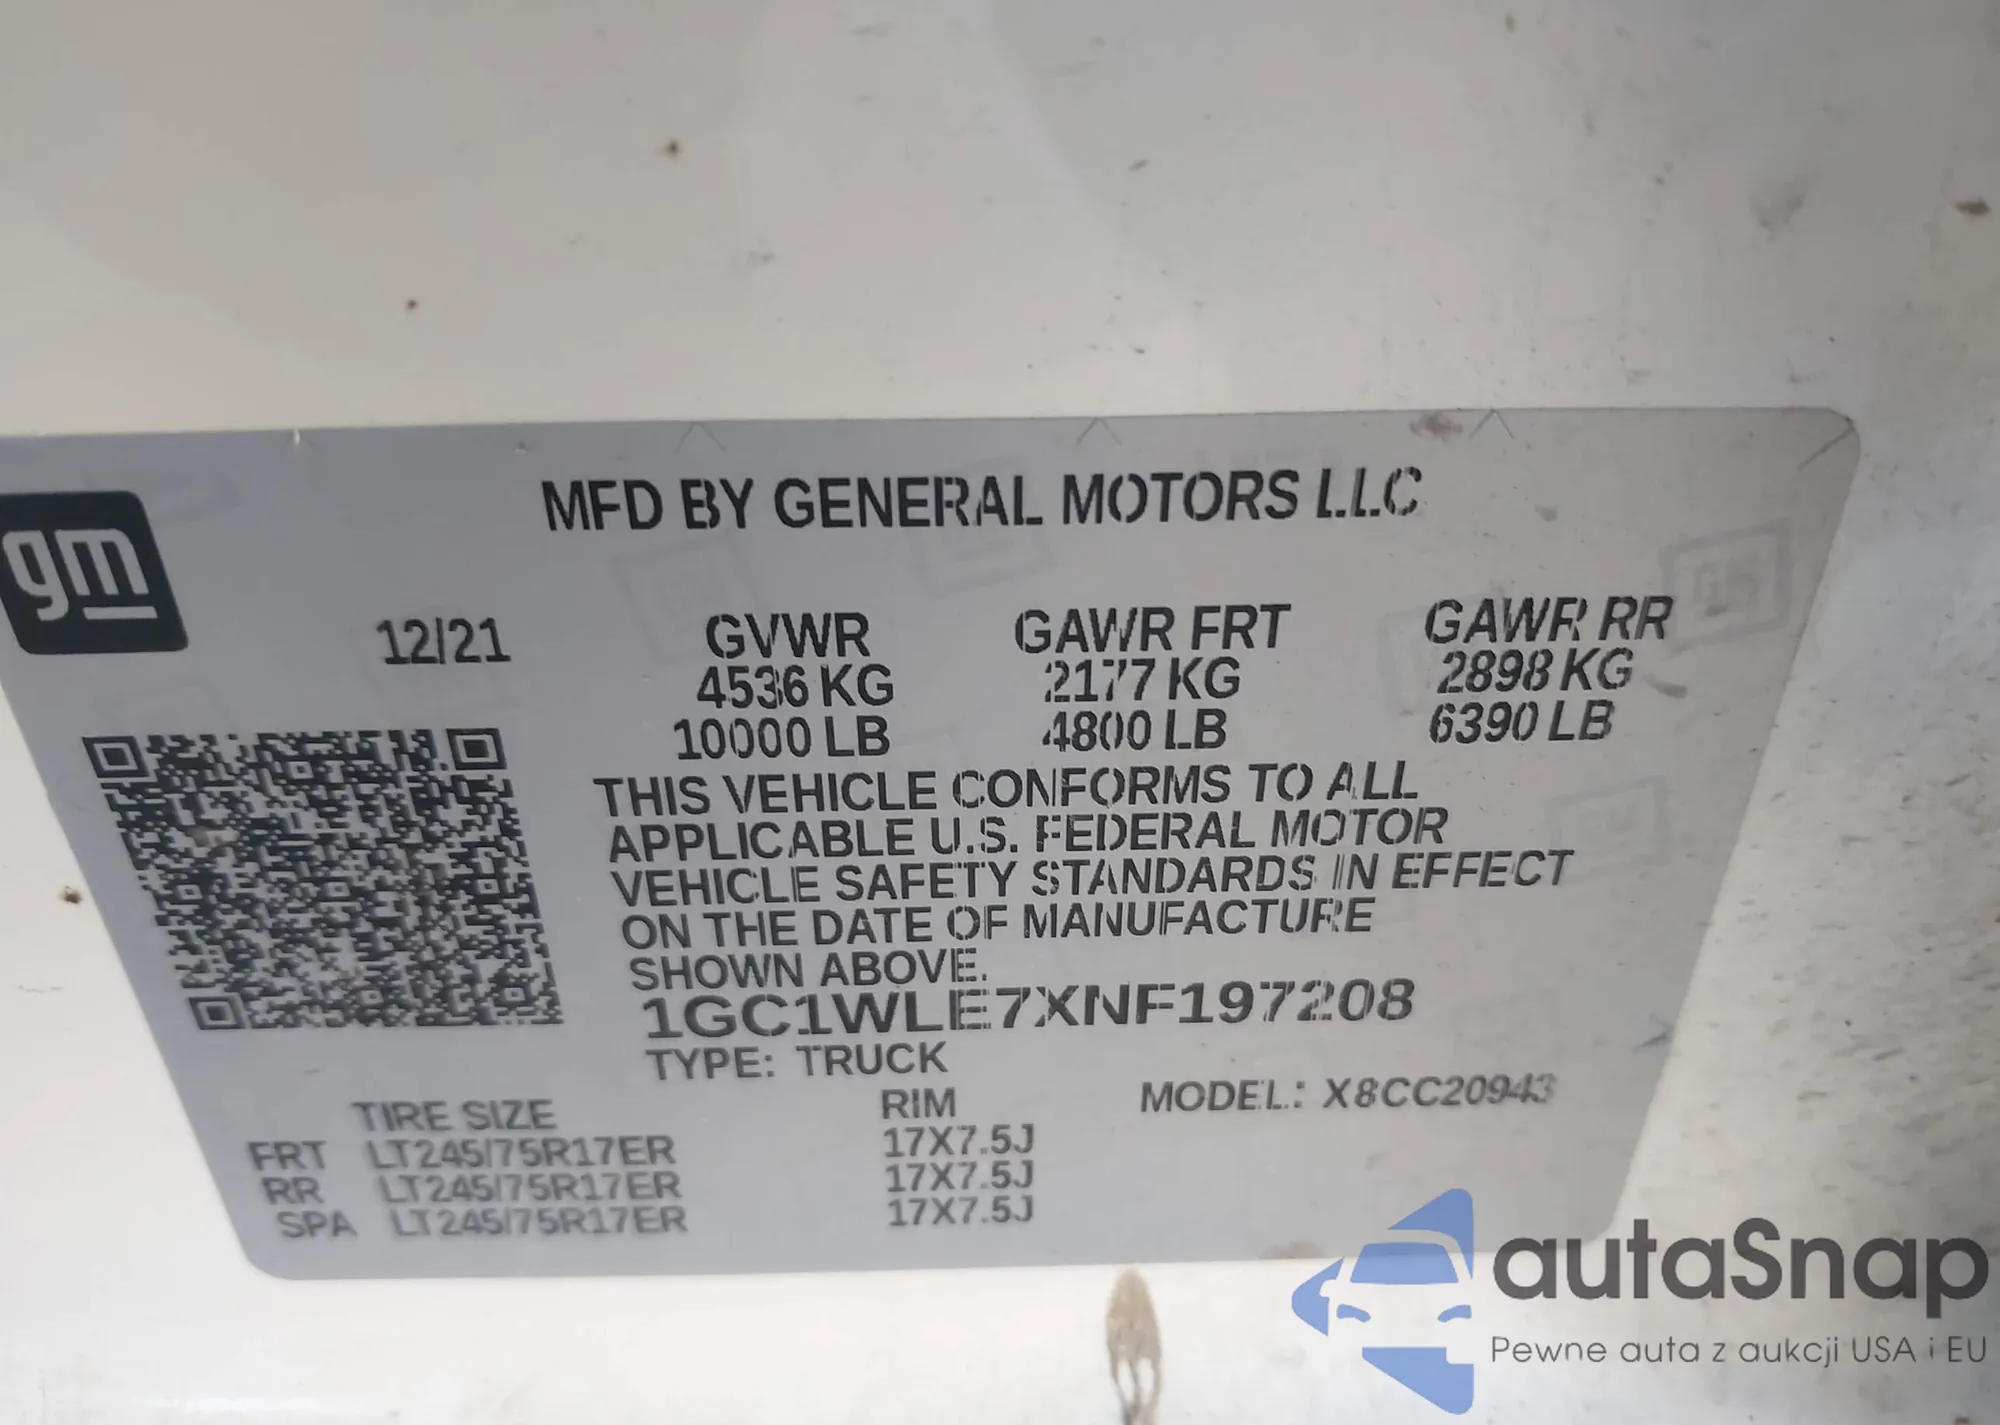 MFD BY GENERAL MOTORS LLC
gm
12/21 GVWR GAWR FRT GAWR RR
4536 KG 2177 KG 2898 KG
10000 LB 4800 LB 6390 LB
THIS VEHICLE CONFORMS TO ALL
APPLICABLE U.S. FEDERAL MOTOR
VEHICLE SAFETY STANDARDS IN EFFECT
ON THE DATE OF MANUFACTURE
SHOWN ABOVE.
1GC1WLE7XNF197208
TYPE: TRUCK
TIRE SIZE RIM MODEL: X8CC20943
FRT LT245/75R17ER 17X7.5J
RR LT245/75R17ER 17X7.5J
SPA LT245/75R17ER 17X7.5J
autaSnap
Pewne auta z aukcji USA i EU